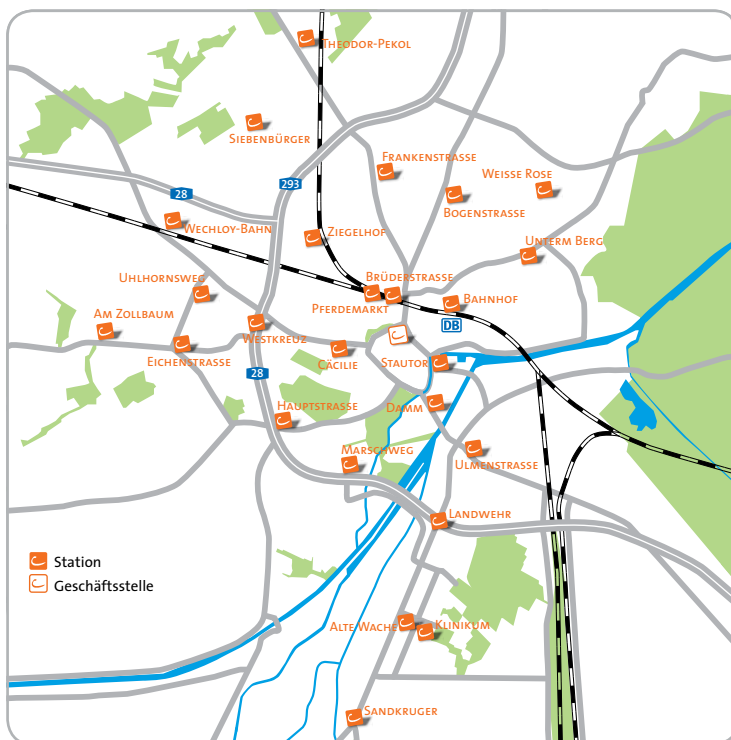 Theodor-Pekol
Siebenbürger
Frankenstrasse
Weisse Rose
293
28
Bogenstrasse
Wechloy-Bahn
Ziegelhof
Unterm Berg
Uhlhornsweg
Brüderstrasse
Pferdemarkt
Bahnhof
Am Zollbaum
DB
Westkreuz
Eichenstrasse
Cäcilie
Stautor
28
Hauptstrasse
Damm
Marschweg
Ulmenstrasse
Landwehr
Station
Geschäftsstelle
Alte Wache
Klinikum
Sandkruger